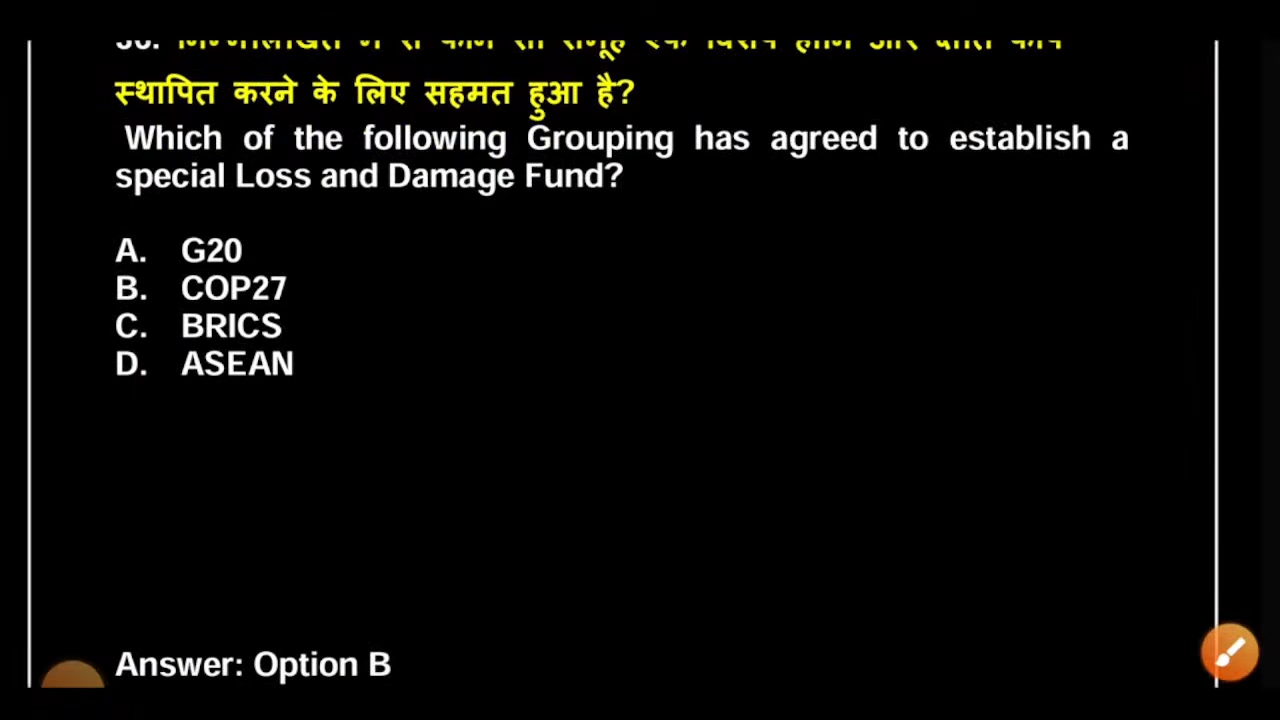 स्थापित करने के लिए सहमत हुआ है?
Which of the following Grouping has agreed to establish a
special Loss and Damage Fund?
A. G20
B. COP27
C. BRICS
D. ASEAN
Answer: Option B